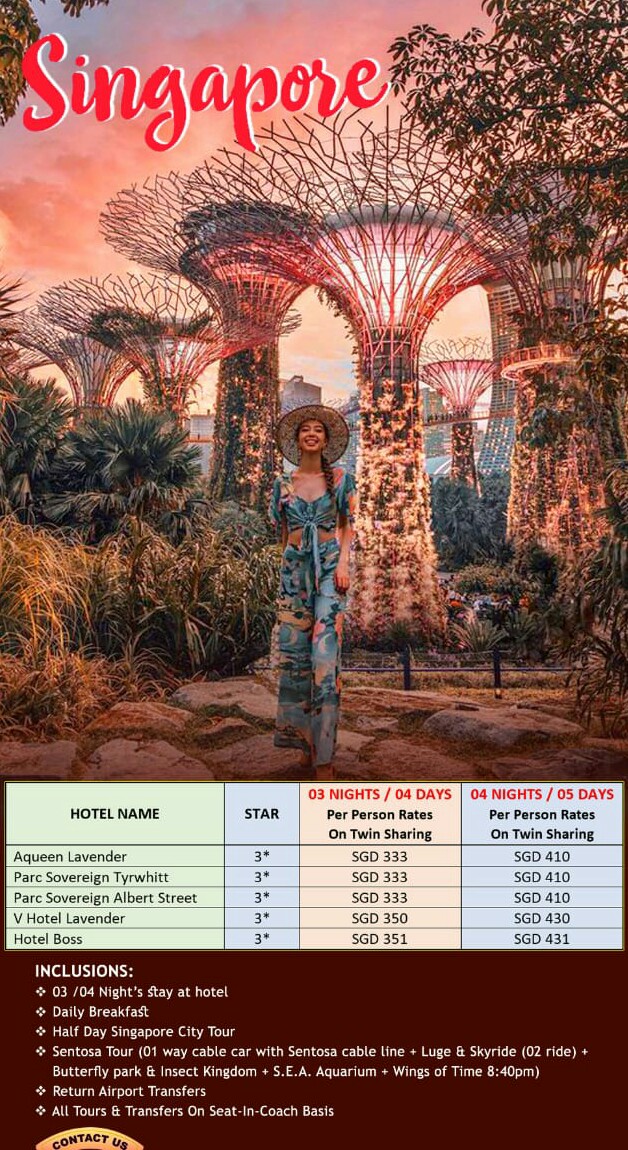 Singapore
HOTEL NAME STAR 03 NIGHTS / 04 DAYS Per Person Rates On Twin Sharing 04 NIGHTS / 05 DAYS Per Person Rates On Twin Sharing
Aqueen Lavender 3* SGD 333 SGD 410
Parc Sovereign Tyrwhitt 3* SGD 333 SGD 410
Parc Sovereign Albert Street 3* SGD 333 SGD 410
V Hotel Lavender 3* SGD 350 SGD 430
Hotel Boss 3* SGD 351 SGD 431
INCLUSIONS:
❖ 03 /04 Night's stay at hotel
❖ Daily Breakfast
❖ Half Day Singapore City Tour
❖ Sentosa Tour (01 way cable car with Sentosa cable line + Luge & Skyride (02 ride) +
Butterfly park & Insect Kingdom + S.E.A. Aquarium + Wings of Time 8:40pm)
❖ Return Airport Transfers
❖ All Tours & Transfers On Seat-In-Coach Basis
CONTACT US